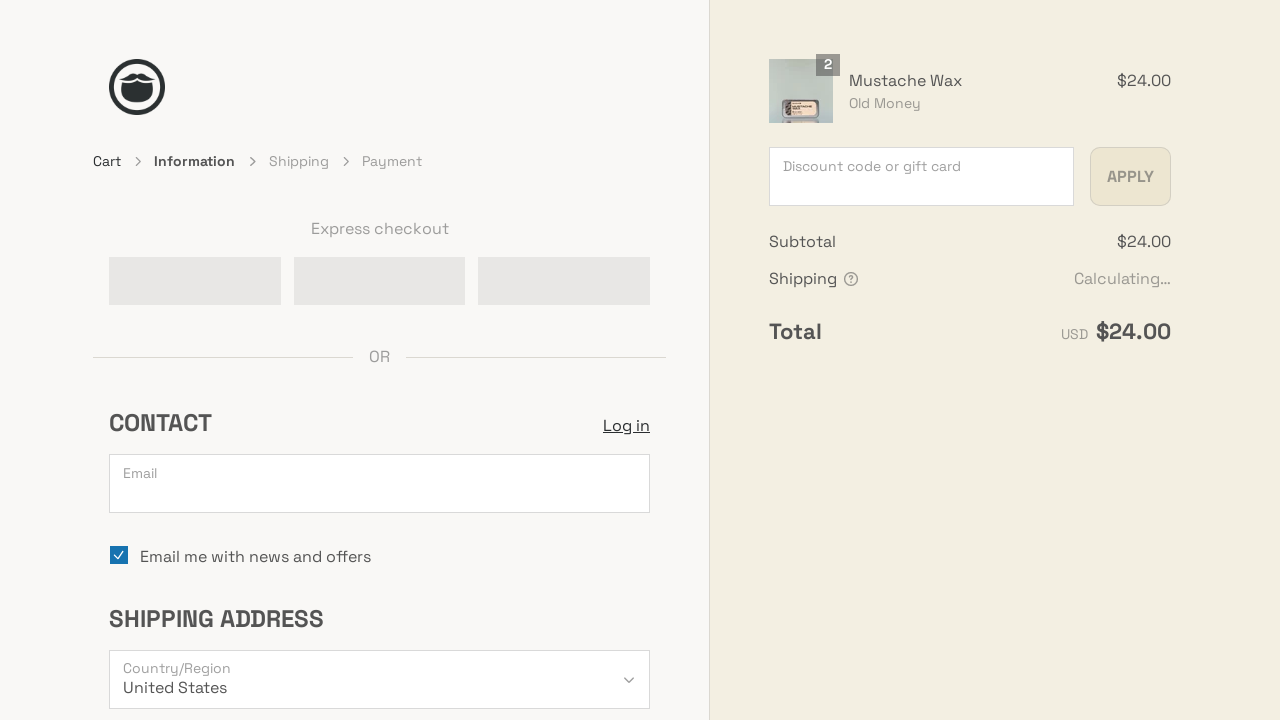 Cart
Information
Shipping
Payment
Express checkout
OR
CONTACT
Log in
Email
Email me with news and offers
SHIPPING ADDRESS
Country/Region
United States
2
Mustache Wax
$24.00
Old Money
Discount code or gift card
APPLY
Subtotal
$24.00
Shipping
Calculating...
Total
USD $24.00